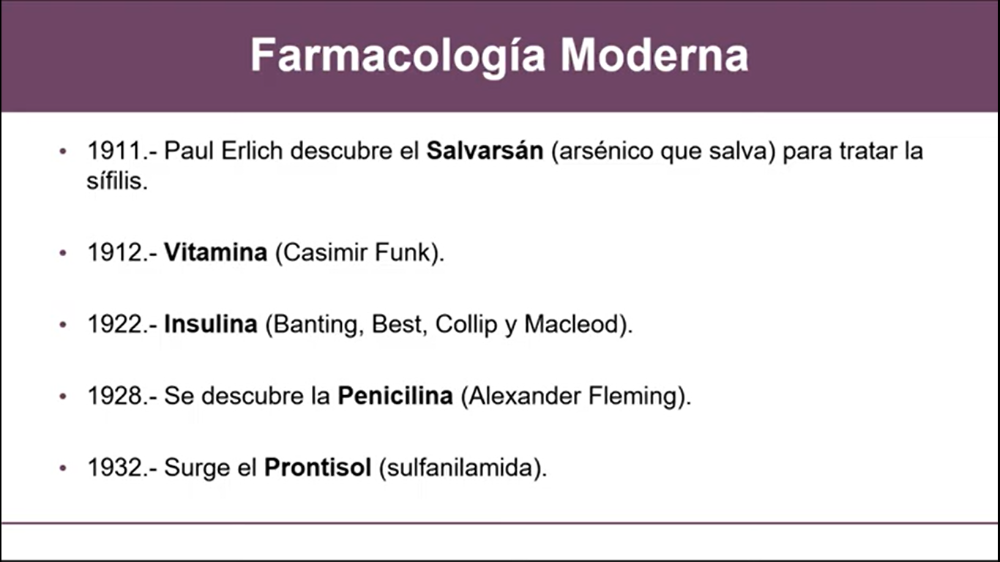 Farmacología Moderna
• 1911.- Paul Erlich descubre el Salvarsán (arsénico que salva) para tratar la
sífilis.
• 1912.- Vitamina (Casimir Funk).
• 1922.- Insulina (Banting, Best, Collip y Macleod).
• 1928.- Se descubre la Penicilina (Alexander Fleming).
• 1932.- Surge el Prontisol (sulfanilamida).